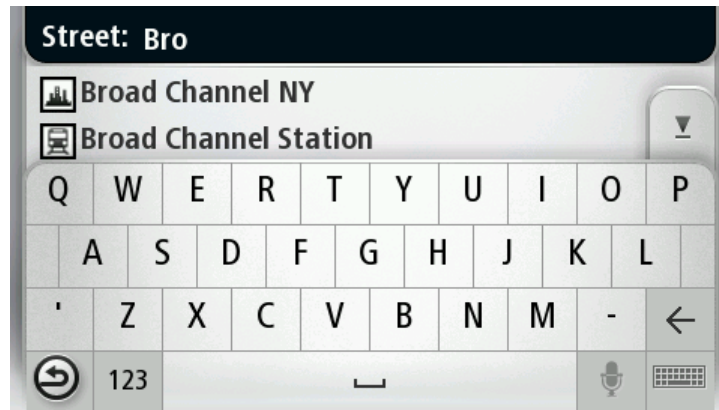 Street: Bro
Broad Channel NY
Broad Channel Station
Q W E R T Y U I O P
A S D F G H J K L
' Z X C V B N M -
123